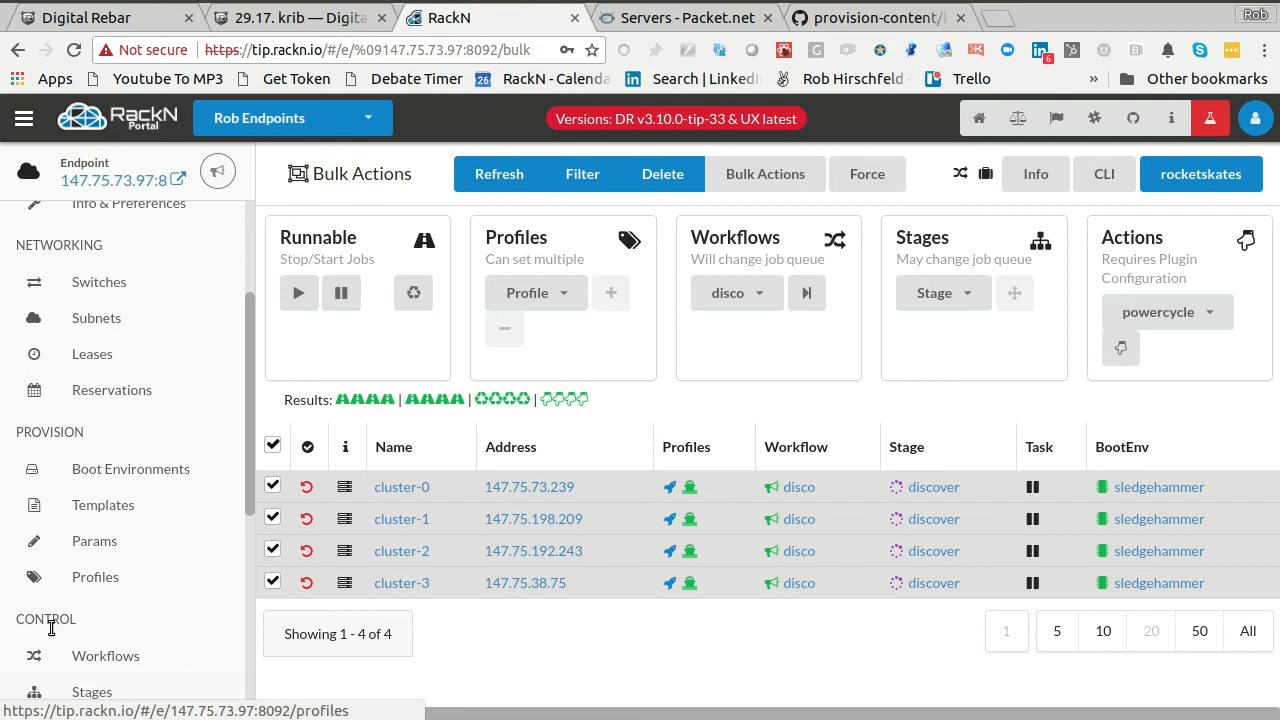 Digital Rebar
29.17. krib — Digita
RackN
Servers - Packet.net
provision-content/k
Rob
Not secure
https://tip.rackn.io/#/e/%09147.75.73.97:8092/bulk
6
Apps
Youtube To MP3
Get Token
Debate Timer
26
RackN - Calenda
Search | LinkedI
Rob Hirschfeld -
Trello
»
Other bookmarks
RackN
Portal
Rob Endpoints
Versions: DR v3.10.0-tip-33 & UX latest
Endpoint
147.75.73.97:8
Info & Preferences
NETWORKING
Switches
Subnets
Leases
Reservations
PROVISION
Boot Environments
Templates
Params
Profiles
CONTROL
Workflows
Stages
Bulk Actions
Refresh
Filter
Delete
Bulk Actions
Force
Info
CLI
rocketskates
Runnable
Stop/Start Jobs
Profiles
Can set multiple
Profile
Workflows
Will change job queue
disco
Stages
May change job queue
Stage
Actions
Requires Plugin
Configuration
powercycle
Results: | | |
Name Address Profiles Workflow Stage Task BootEnv
cluster-0 147.75.73.239 disco discover sledgehammer
cluster-1 147.75.198.209 disco discover sledgehammer
cluster-2 147.75.192.243 disco discover sledgehammer
cluster-3 147.75.38.75 disco discover sledgehammer
Showing 1 - 4 of 4
1 5 10 20 50 All
https://tip.rackn.io/#/e/147.75.73.97:8092/profiles